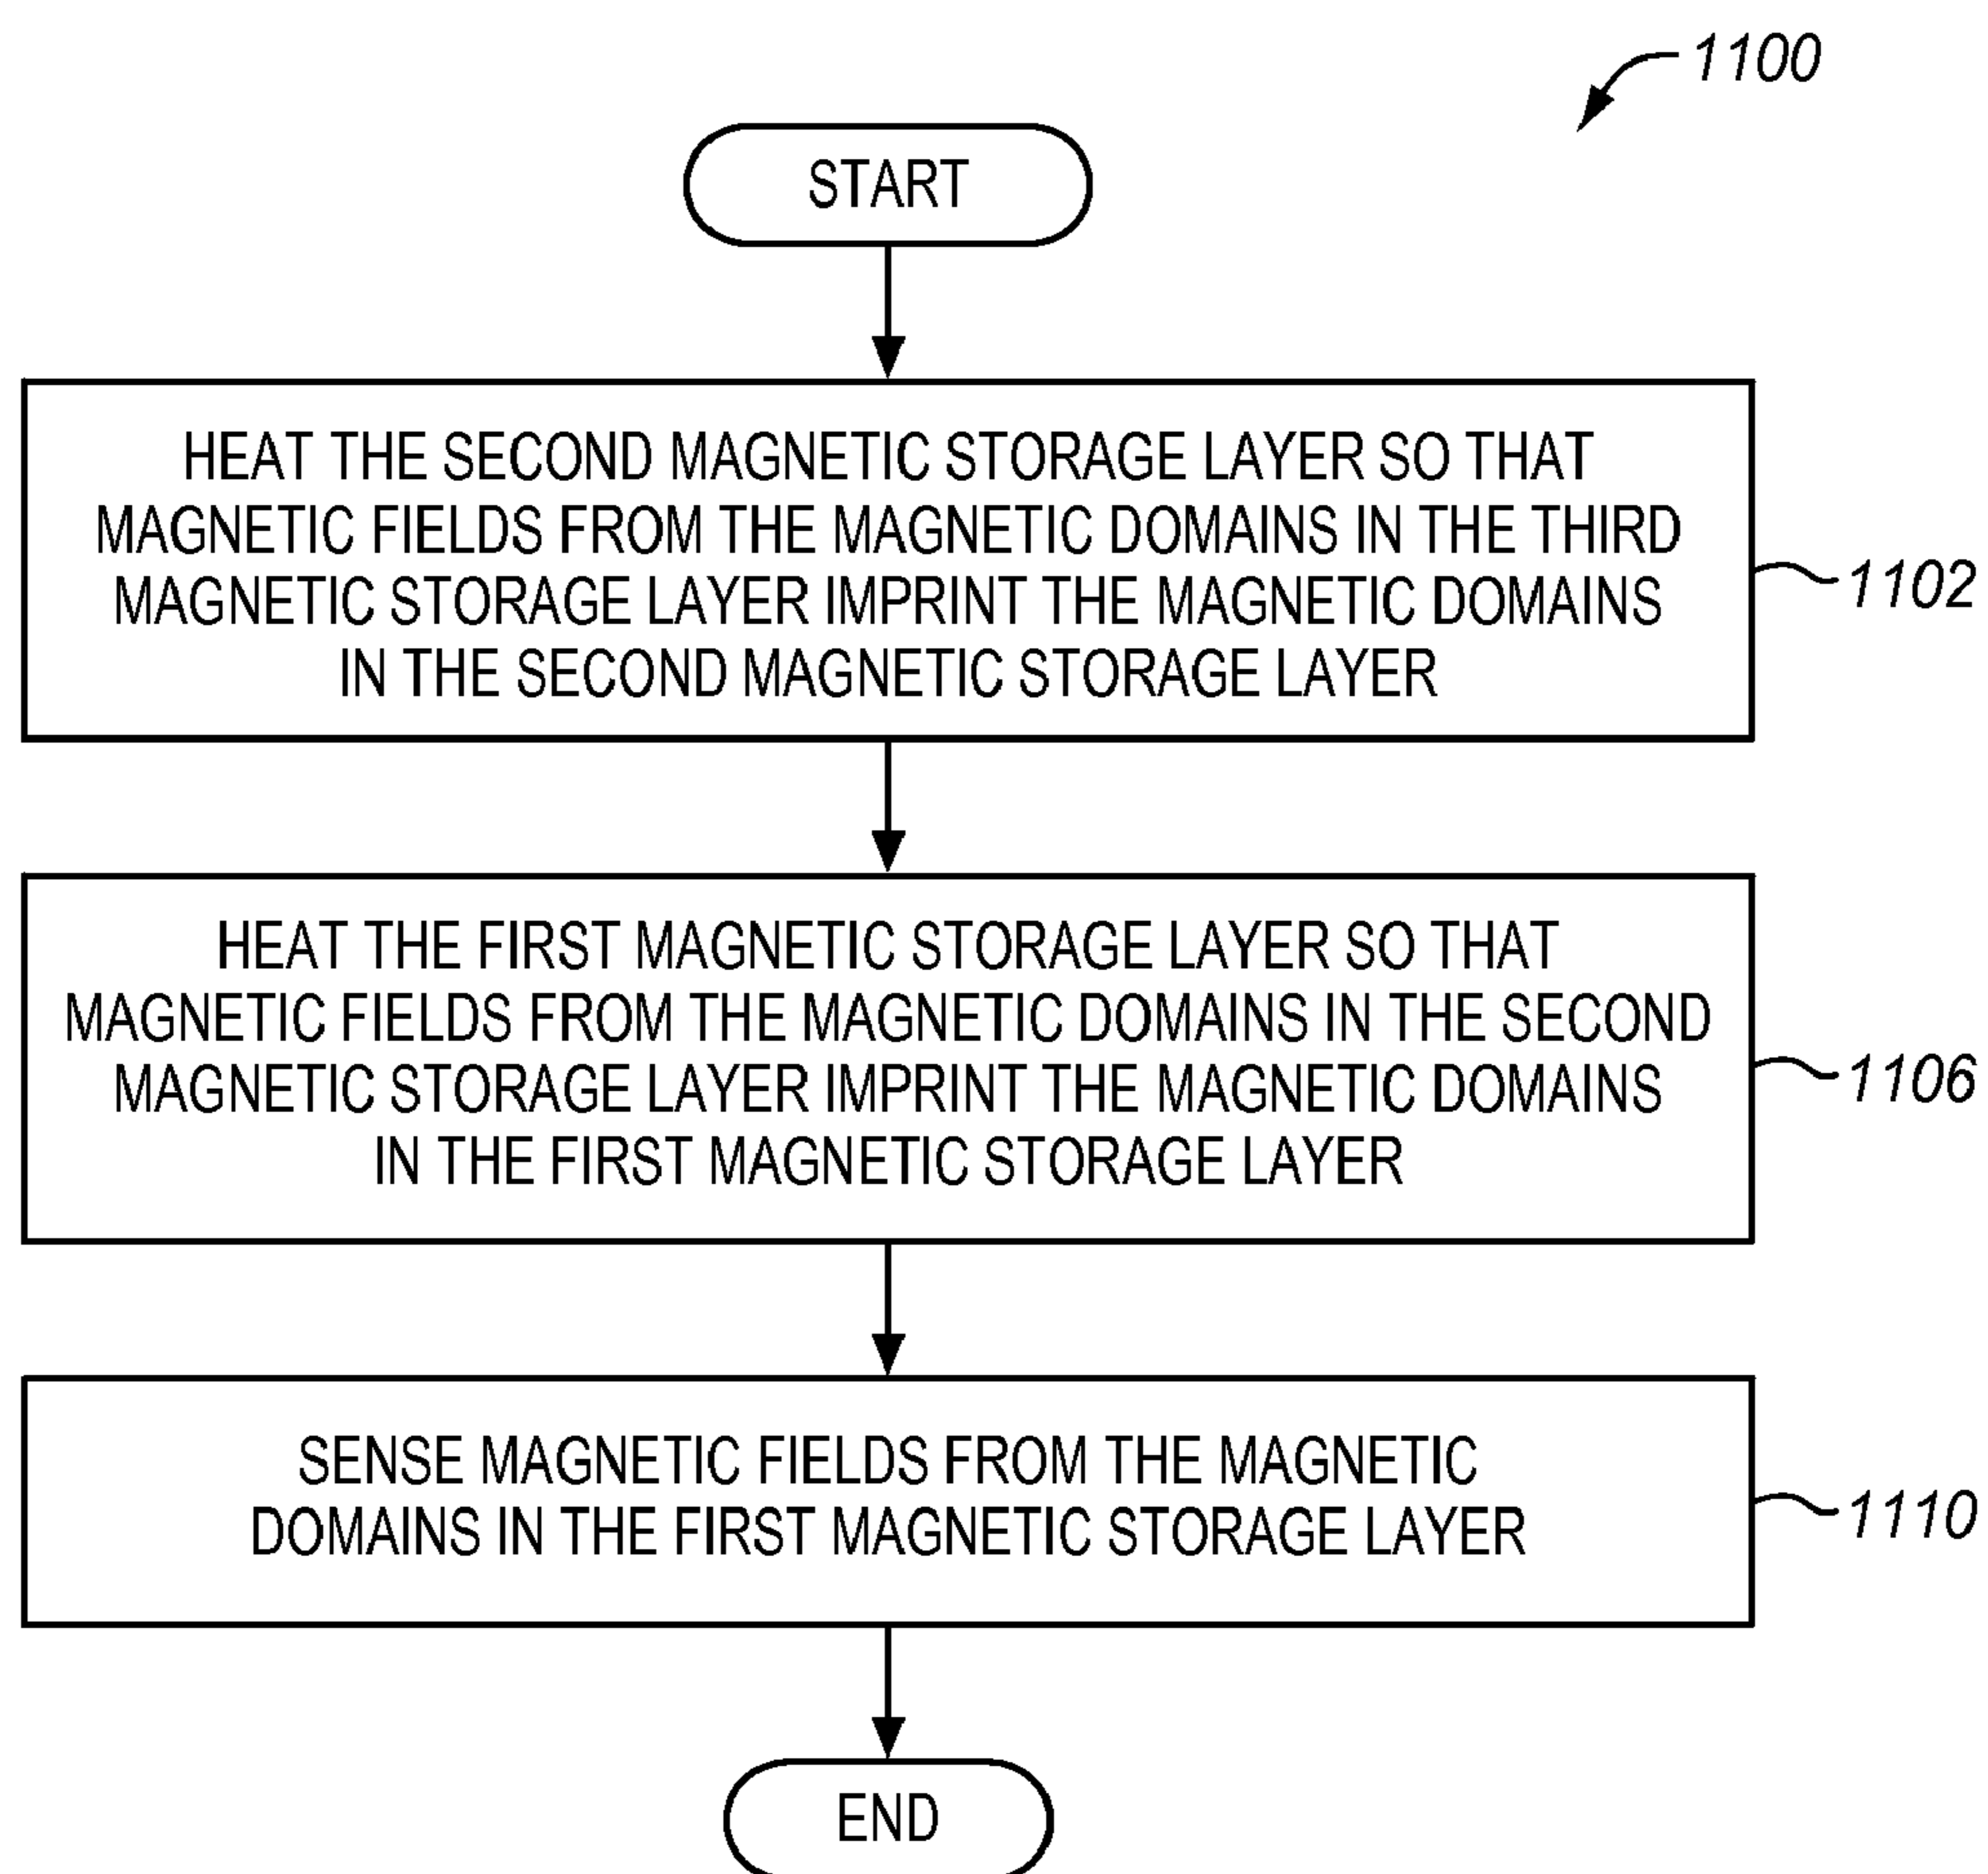 1100
START
HEAT THE SECOND MAGNETIC STORAGE LAYER SO THAT
MAGNETIC FIELDS FROM THE MAGNETIC DOMAINS IN THE THIRD
MAGNETIC STORAGE LAYER IMPRINT THE MAGNETIC DOMAINS
IN THE SECOND MAGNETIC STORAGE LAYER
1102
HEAT THE FIRST MAGNETIC STORAGE LAYER SO THAT
MAGNETIC FIELDS FROM THE MAGNETIC DOMAINS IN THE SECOND
MAGNETIC STORAGE LAYER IMPRINT THE MAGNETIC DOMAINS
IN THE FIRST MAGNETIC STORAGE LAYER
1106
SENSE MAGNETIC FIELDS FROM THE MAGNETIC
DOMAINS IN THE FIRST MAGNETIC STORAGE LAYER
1110
END